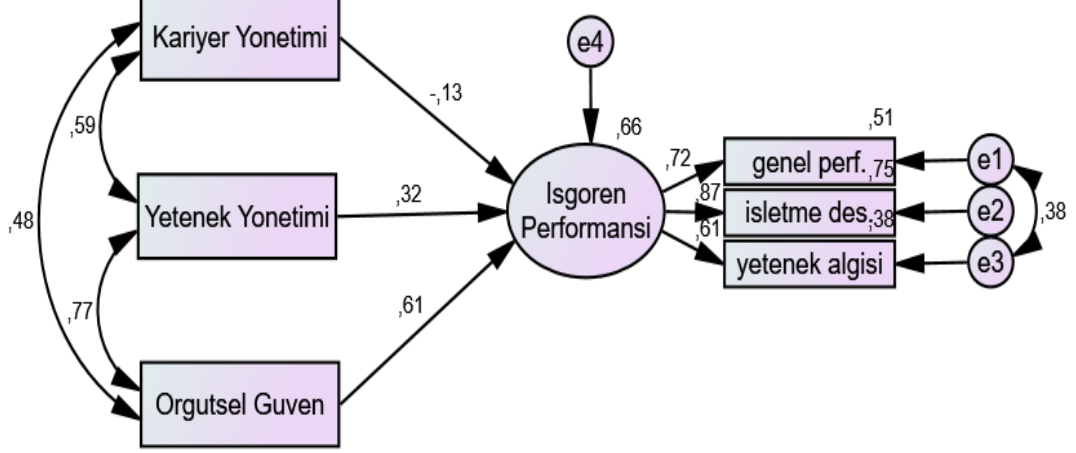 Kariyer Yonetimi
e4
-,13
,51
,59
,66
,72
genel perf.
,75
e1
Yetenek Yonetimi
,32
Isgoren
Performansi
,87
isletme des.
,38
e2
,38
,48
,61
yetenek algisi
e3
,77
,61
Orgutsel Guven